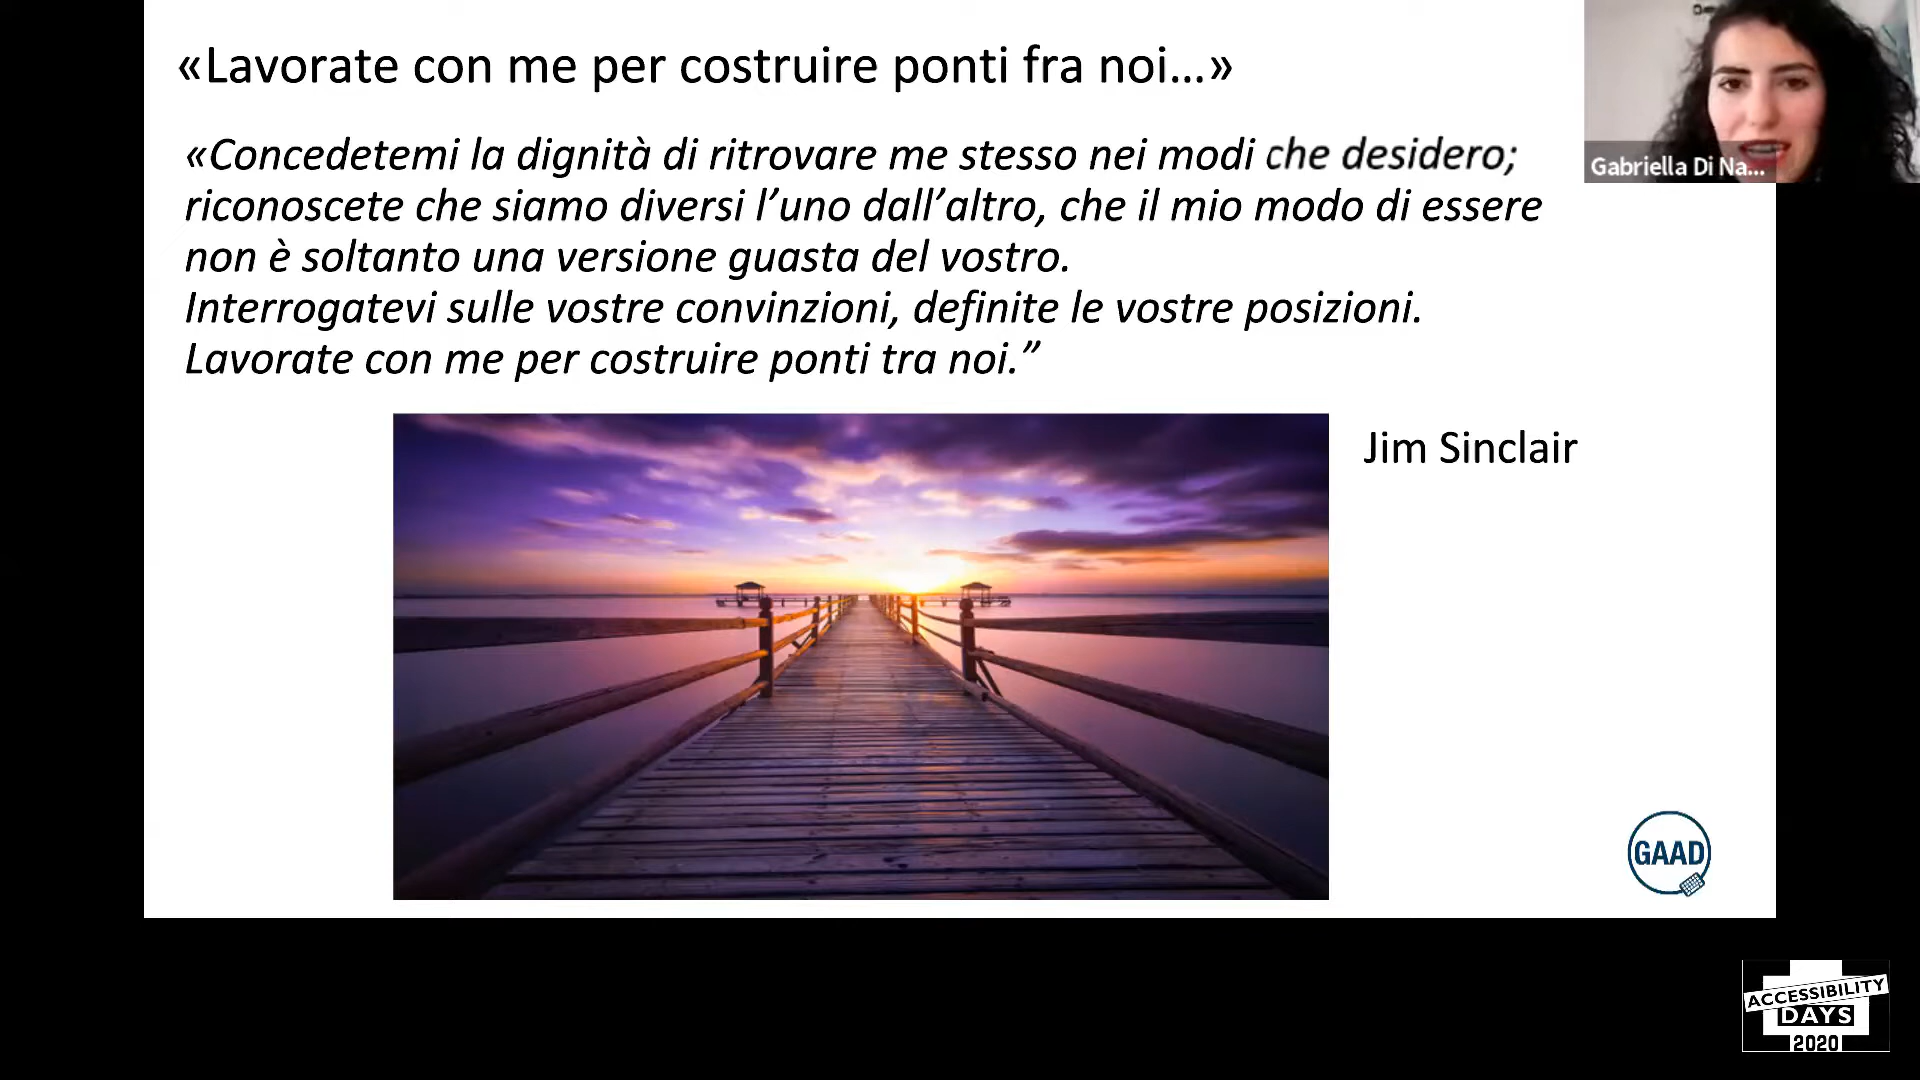 «Lavorate con me per costruire ponti fra noi...»
«Concedetemi la dignità di ritrovare me stesso nei modi che desidero;
riconoscete che siamo diversi l’uno dall’altro, che il mio modo di essere
non è soltanto una versione guasta del vostro.
Interrogatevi sulle vostre convinzioni, definite le vostre posizioni.
Lavorate con me per costruire ponti tra noi.”
Jim Sinclair
Gabriella Di Na...
GAAD
ACCESSIBILITY
DAYS
2020